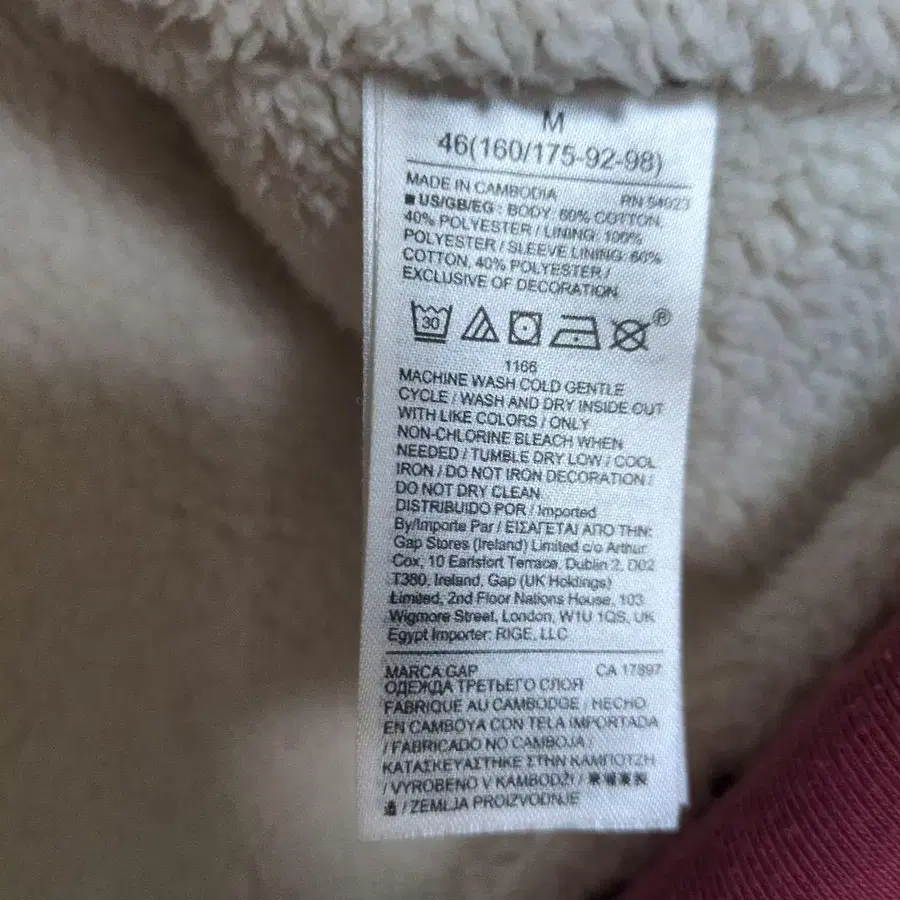 M
46(160/175-92-98)
MADE IN CAMBODIA RN 54023
■ US/GB/EG : BODY: 60% COTTON,
40% POLYESTER / LINING: 100%
POLYESTER / SLEEVE LINING: 60%
COTTON, 40% POLYESTER /
EXCLUSIVE OF DECORATION
30
®
1166
MACHINE WASH COLD GENTLE
CYCLE / WASH AND DRY INSIDE OUT
WITH LIKE COLORS / ONLY
NON-CHLORINE BLEACH WHEN
NEEDED / TUMBLE DRY LOW / COOL
IRON / DO NOT IRON DECORATION /
DO NOT DRY CLEAN
DISTRIBUIDO POR / Imported
By/Importe Par / ΕΙΣΑΓΕΤΑΙ ΑΠΟ ΤΗΝ:
Gap Stores (Ireland) Limited c/o Arthur
Cox, 10 Earlsfort Terrace, Dublin 2, D02
T380, Ireland, Gap (UK Holdings)
Limited, 2nd Floor Nations House, 103
Wigmore Street, London, W1U 1QS, UK
Egypt Importer: RIGE, LLC
MARCA GAP CA 17897
ОДЕЖДА ТРЕТЬЕГО СЛОЯ
FABRIQUE AU CAMBODGE / HECHO
EN CAMBOYA CON TELA IMPORTADA
/ FABRICADO NO CAMBOJA /
ΚΑΤΑΣΚΕΥΑΣΤΗΚΕ ΣΤΗΝ ΚΑΜΠΟΤΖΗ
/ VYROBENO V KAMBODŽI /
/ ZEMLJA PROIZVODNJE